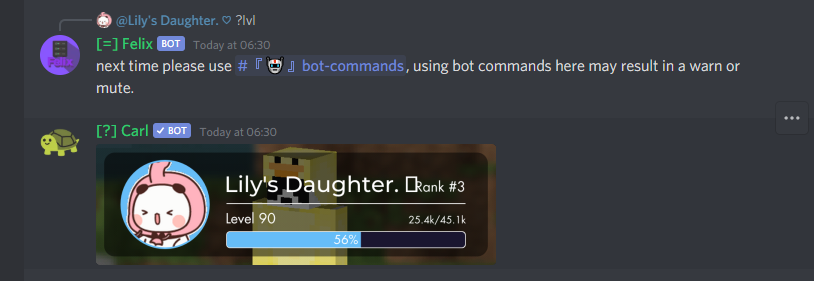 @Lily's Daughter. ♡ ?lvl
[=] Felix BOT Today at 06:30
next time please use # 『🤖』 bot-commands, using bot commands here may result in a warn or
mute.
[?] Carl ✓ BOT Today at 06:30
Lily's Daughter. ▯ Rank #3
Level 90 25.4k/45.1k
56%